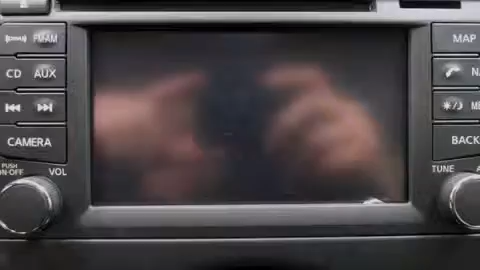 FM·AM
CD AUX
CAMERA
PUSH
ON·OFF
VOL
MAP
BACK
TUNE